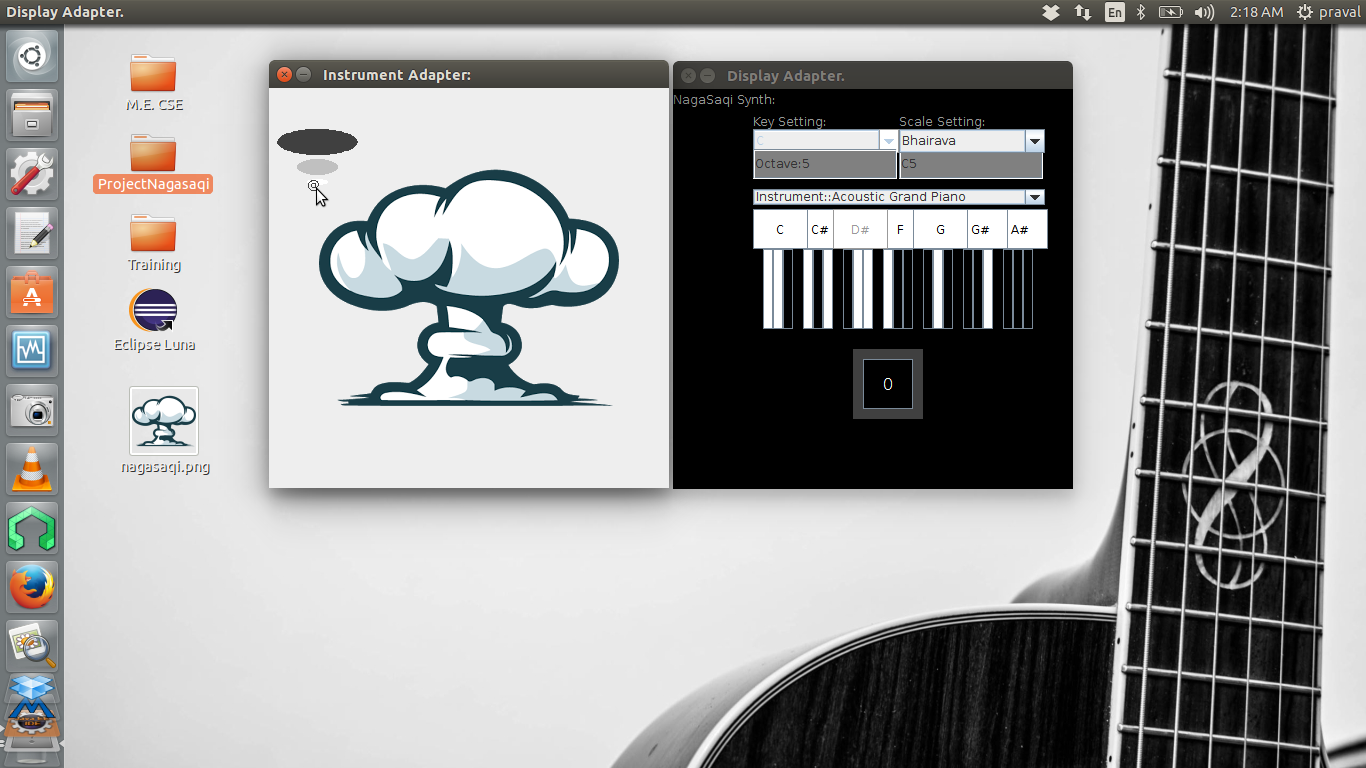 Display Adapter.
En
2:18 AM
praval
M.E. CSE
ProjectNagasaqi
Training
Eclipse Luna
nagasaqi.png
Instrument Adapter:
@
Display Adapter.
NagaSaqi Synth:
Key Setting:
Scale Setting:
C
Bhairava
Octave:5
C5
Instrument::Acoustic Grand Piano
C C# D# F G G# A#
0